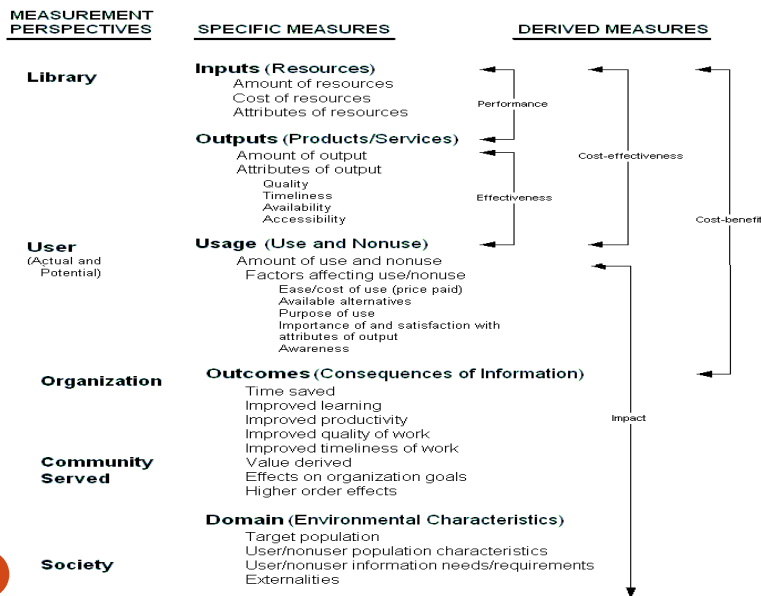 MEASUREMENT
PERSPECTIVES
SPECIFIC MEASURES
DERIVED MEASURES
Library
Inputs (Resources)
Amount of resources
Cost of resources
Attributes of resources
Performance
Outputs (Products/Services)
Amount of output
Attributes of output
Quality
Timeliness
Availability
Accessibility
Cost-effectiveness
Effectiveness
Cost-benefit
User
(Actual and
Potential)
Usage (Use and Nonuse)
Amount of use and nonuse
Factors affecting use/nonuse
Ease/cost of use (price paid)
Available alternatives
Purpose of use
Importance of and satisfaction with
attributes of output
Awareness
Organization
Outcomes (Consequences of Information)
Time saved
Improved learning
Improved productivity
Improved quality of work
Improved timeliness of work
Impact
Community
Served
Value derived
Effects on organization goals
Higher order effects
Domain (Environmental Characteristics)
Target population
User/nonuser population characteristics
Society
User/nonuser information needs/requirements
Externalities